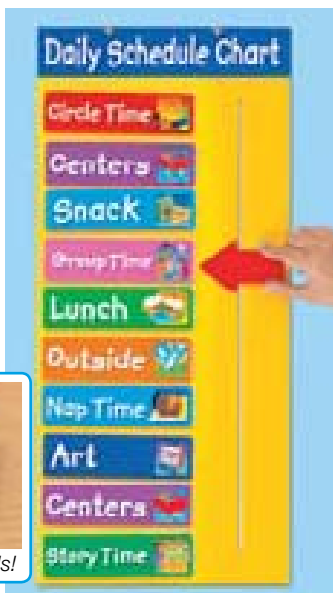 Daily Schedule Chart
Circle Time
Centers
Snack
Group Time
Lunch
Outside
Nap Time
Art
Centers
Story Time